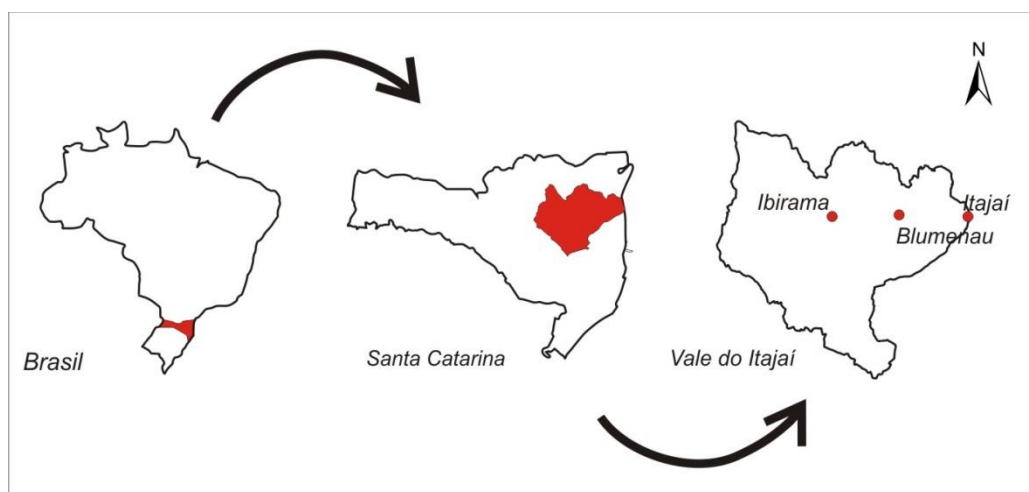 N
Ibirama
Itajaí
Blumenau
Brasil
Santa Catarina
Vale do Itajaí